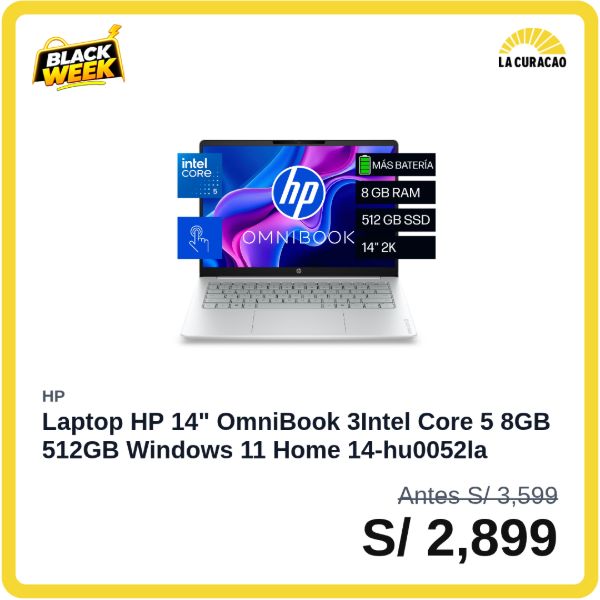 BLACK
WEEK
LA CURACAO
intel
CORE
5
hp
OMNIBOOK
MÁS BATERÍA
8 GB RAM
512 GB SSD
14" 2K
HP
Laptop HP 14" OmniBook 3Intel Core 5 8GB
512GB Windows 11 Home 14-hu0052la
Antes S/ 3,599
S/ 2,899